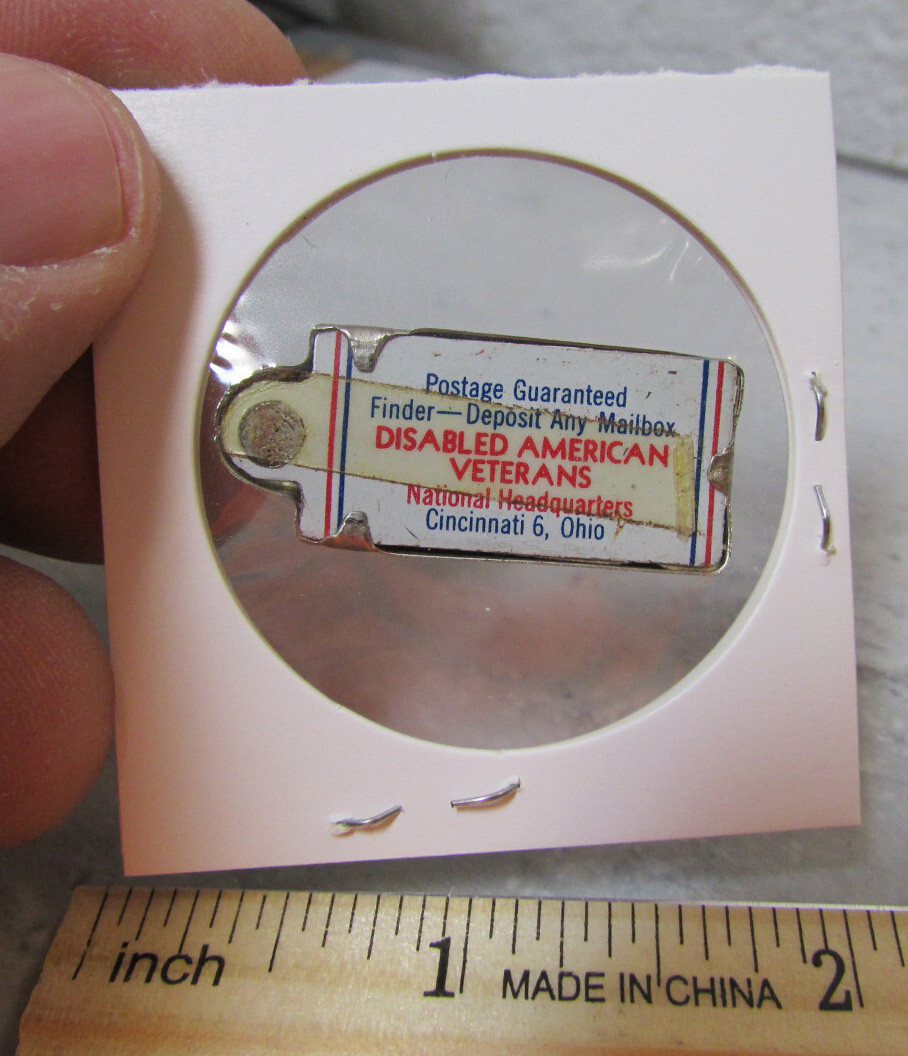 Postage Guaranteed
Finder—Deposit Any Mailbox
DISABLED AMERICAN
VETERANS
National Headquarters
Cincinnati 6, Ohio
inch 1 MADE IN CHINA 2